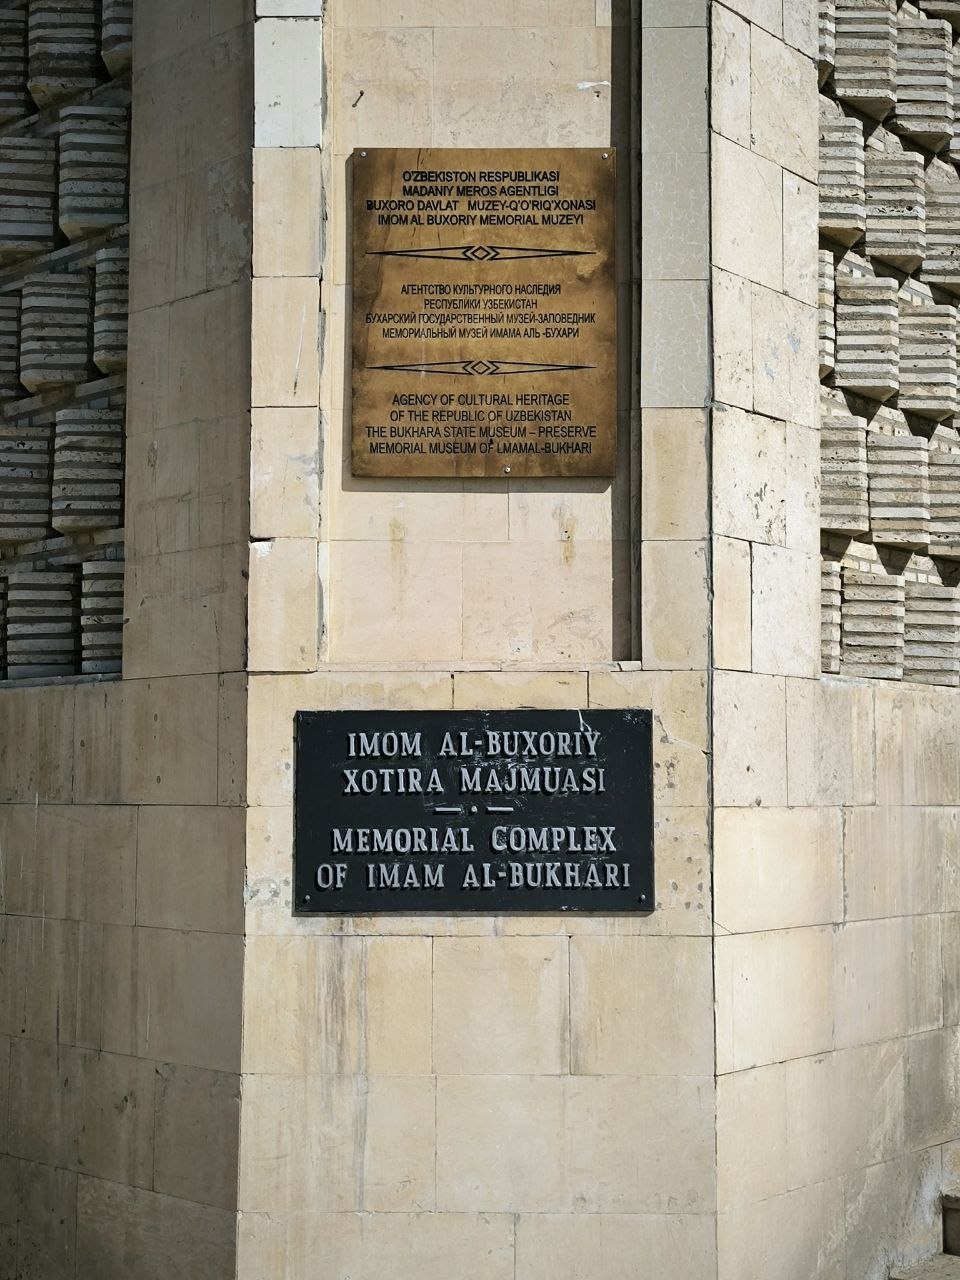 O'ZBEKISTON RESPUBLIKASI
MADANIY MEROS AGENTLIGI
BUXORO DAVLAT MUZEY-QO'RIQ'XONASI
IMOM AL BUXORIY MEMORIAL MUZEYI
АГЕНТСТВО КУЛЬТУРНОГО НАСЛЕДИЯ
РЕСПУБЛИКИ УЗБЕКИСТАН
БУХАРСКИЙ ГОСУДАРСТВЕННЫЙ МУЗЕЙ-ЗАПОВЕДНИК
МЕМОРИАЛЬНЫЙ МУЗЕЙ ИМАМА АЛЬ-БУХАРИ
AGENCY OF CULTURAL HERITAGE
OF THE REPUBLIC OF UZBEKISTAN
THE BUKHARA STATE MUSEUM – PRESERVE
MEMORIAL MUSEUM OF LMAMAL-BUKHARI
IMOM AL-BUXORIY
XOTIRA MAJMUASI
MEMORIAL COMPLEX
OF IMAM AL-BUKHARI